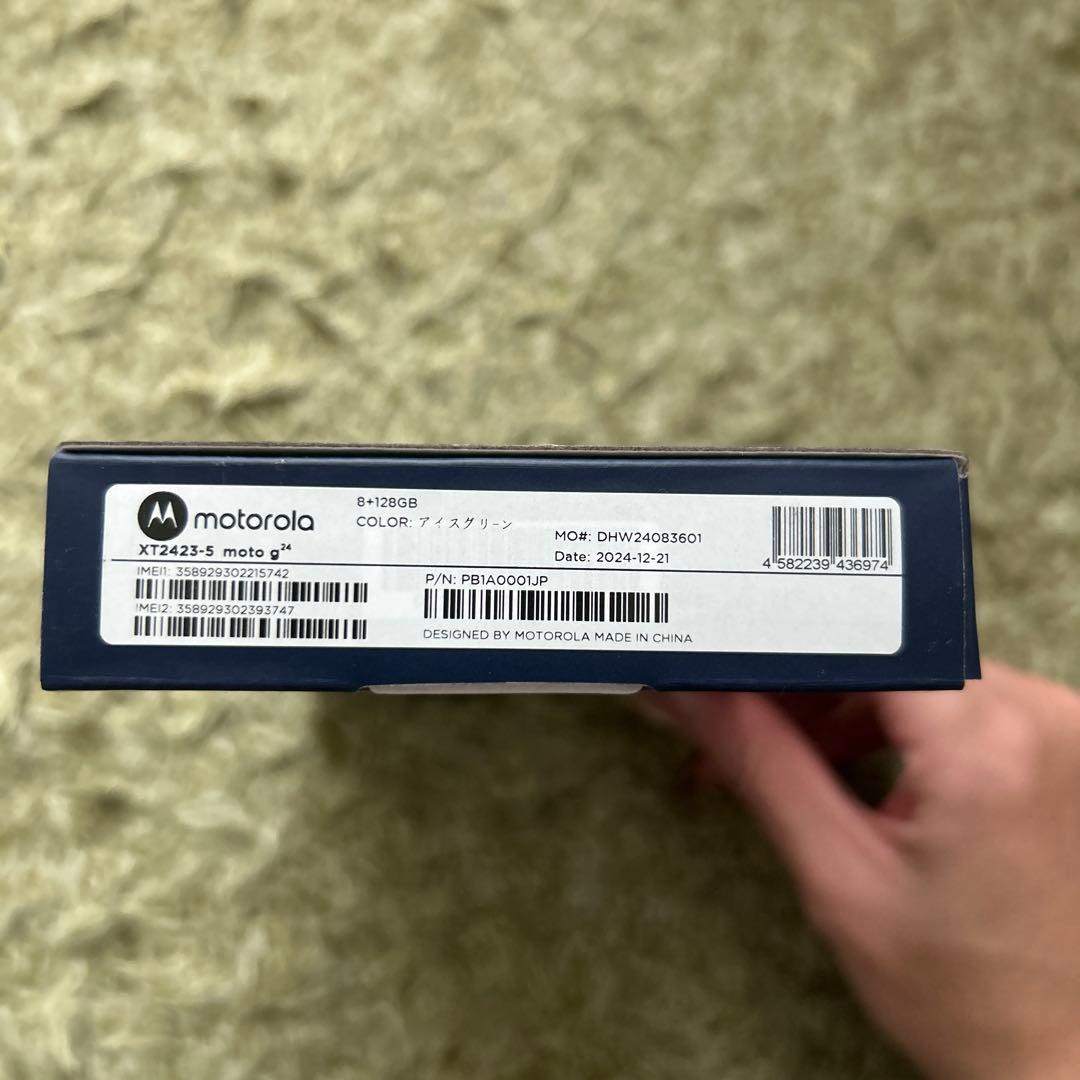 motorola
XT2423-5 moto g²⁴
8+128GB
COLOR: アイスグリーン
MO#: DHW24083601
Date: 2024-12-21
4 582239 436974
IMEI1: 358929302215742
IMEI2: 358929302393747
P/N: PB1A0001JP
DESIGNED BY MOTOROLA MADE IN CHINA